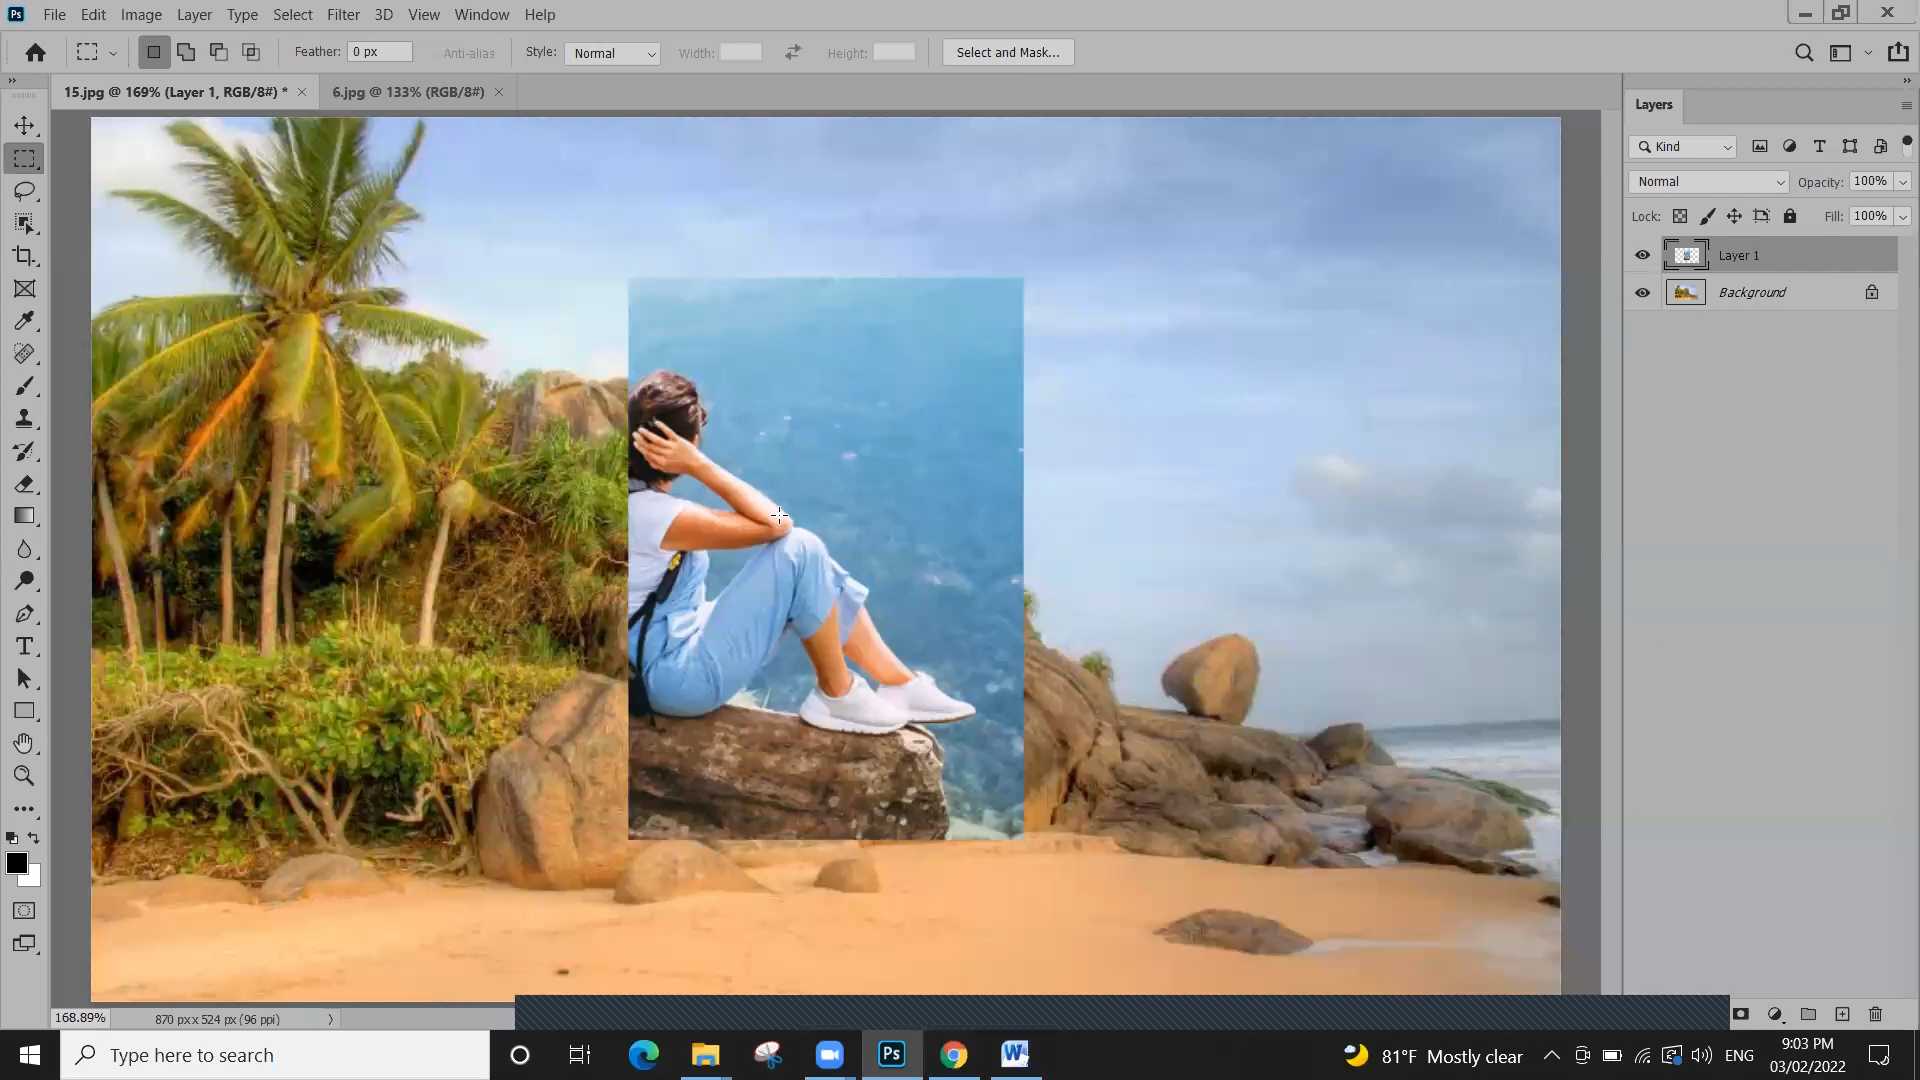 Ps File Edit Image Layer Type Select Filter 3D View Window Help
Feather: 0 px Anti-alias Style: Normal Width: Height: Select and Mask...
15.jpg @ 169% (Layer 1, RGB/8#) * 6.jpg @ 133% (RGB/8#)
Layers
Kind
Normal Opacity: 100%
Lock: Fill: 100%
Layer 1
Background
168.89% 870 px x 524 px (96 ppi)
Type here to search
Ps
W
81°F Mostly clear
ENG
9:03 PM
03/02/2022